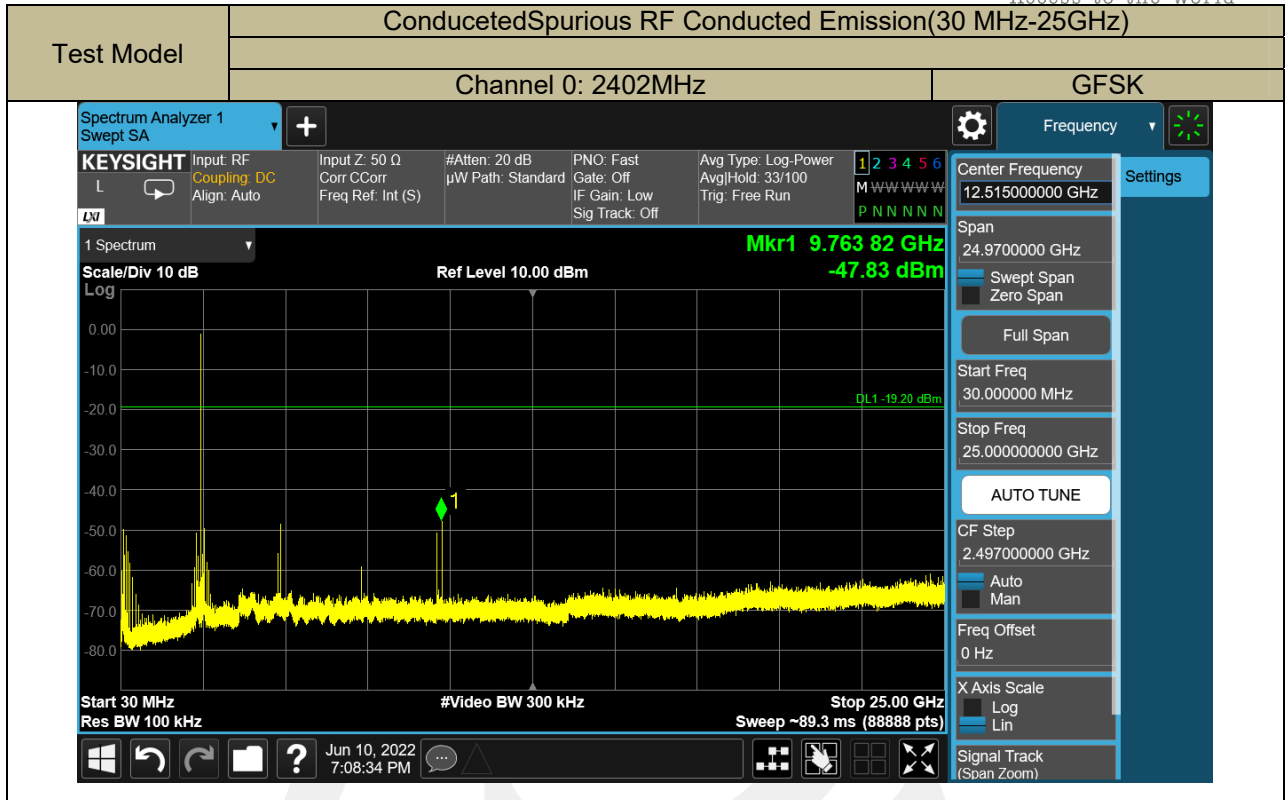 Access to the World
Test Model
ConducetedSpurious RF Conducted Emission(30 MHz-25GHz)
Channel 0: 2402MHz
GFSK
Spectrum Analyzer 1
Swept SA
Frequency
KEYSIGHT
L
LXI
Input: RF
Coupling: DC
Align: Auto
Input Z: 50 Ω
Corr CCorr
Freq Ref: Int (S)
#Atten: 20 dB
µW Path: Standard
PNO: Fast
Gate: Off
IF Gain: Low
Sig Track: Off
Avg Type: Log-Power
Avg|Hold: 33/100
Trig: Free Run
1 2 3 4 5 6
M W W W W W
P N N N N N
1 Spectrum
Scale/Div 10 dB
Log
Ref Level 10.00 dBm
Mkr1 9.763 82 GHz
-47.83 dBm
0.00
-10.0
-20.0
-30.0
-40.0
-50.0
-60.0
-70.0
-80.0
DL1 -19.20 dBm
1
Start 30 MHz
#Video BW 300 kHz
Stop 25.00 GHz
Res BW 100 kHz
Sweep ~89.3 ms (88888 pts)
?
Jun 10, 2022
7:08:34 PM
Center Frequency
12.515000000 GHz
Settings
Span
24.9700000 GHz
Swept Span
Zero Span
Full Span
Start Freq
30.000000 MHz
Stop Freq
25.000000000 GHz
AUTO TUNE
CF Step
2.497000000 GHz
Auto
Man
Freq Offset
0 Hz
X Axis Scale
Log
Lin
Signal Track
(Span Zoom)